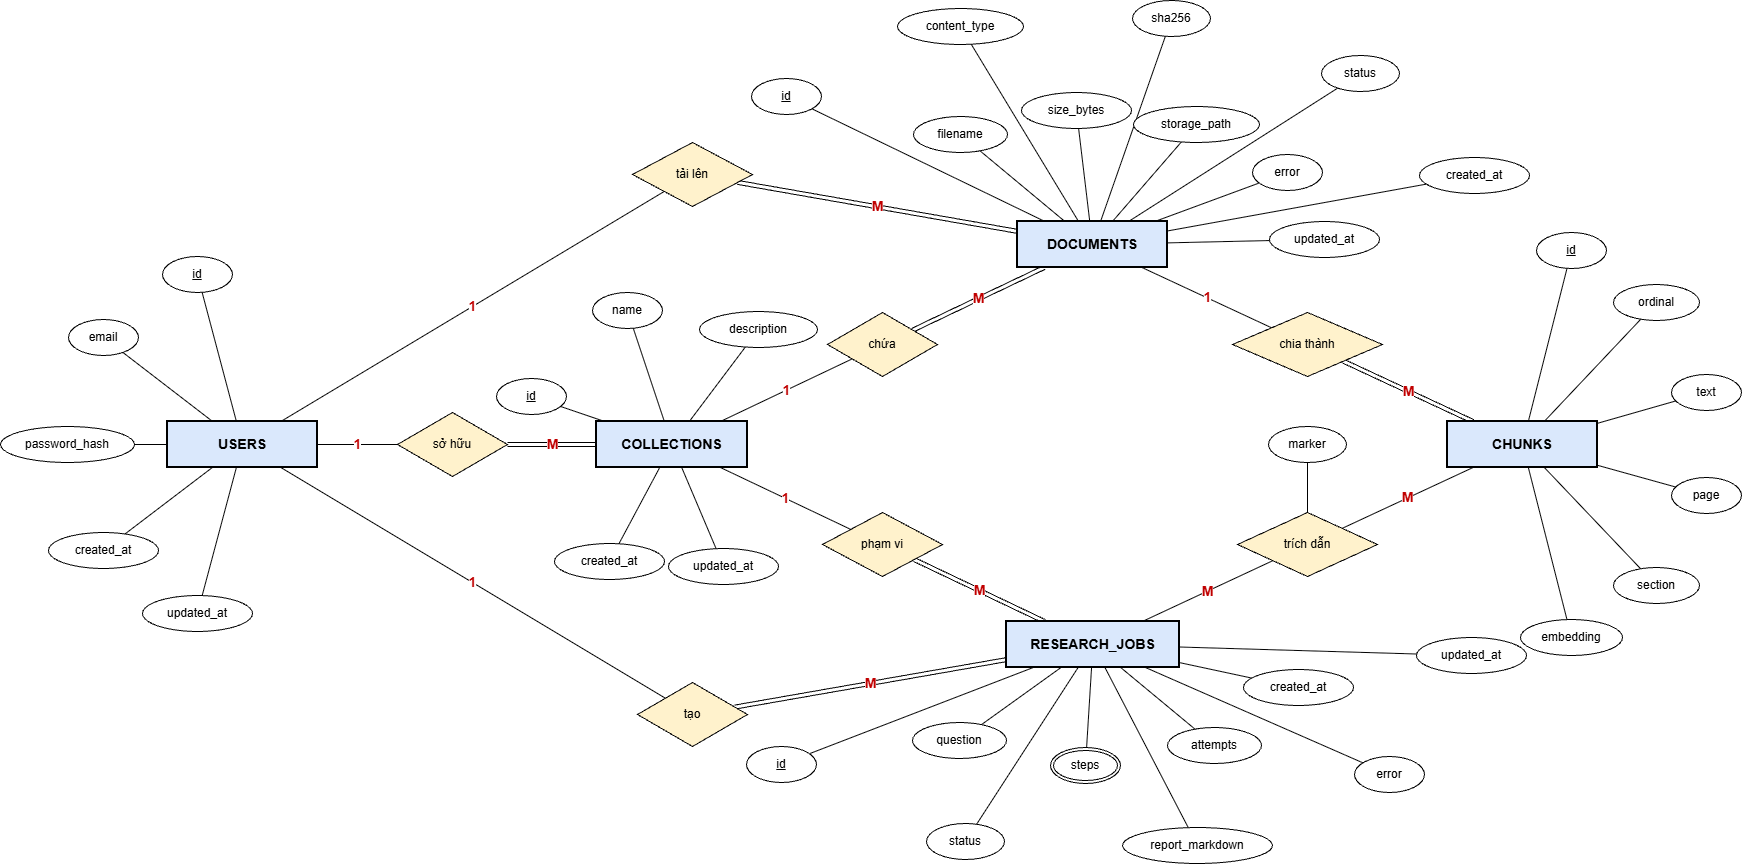 sha256
content_type
status
id
size_bytes
storage_path
filename
error
tải lên
created_at
M
updated_at
DOCUMENTS
id
id
1
M
ordinal
1
name
description
email
chứa
chia thành
1
M
text
id
marker
password_hash
USERS
1
sở hữu
M
COLLECTIONS
CHUNKS
1
M
page
created_at
phạm vi
trích dẫn
created_at
updated_at
1
M
M
section
updated_at
embedding
RESEARCH_JOBS
updated_at
M
created_at
tạo
question
attempts
id
steps
error
status
report_markdown